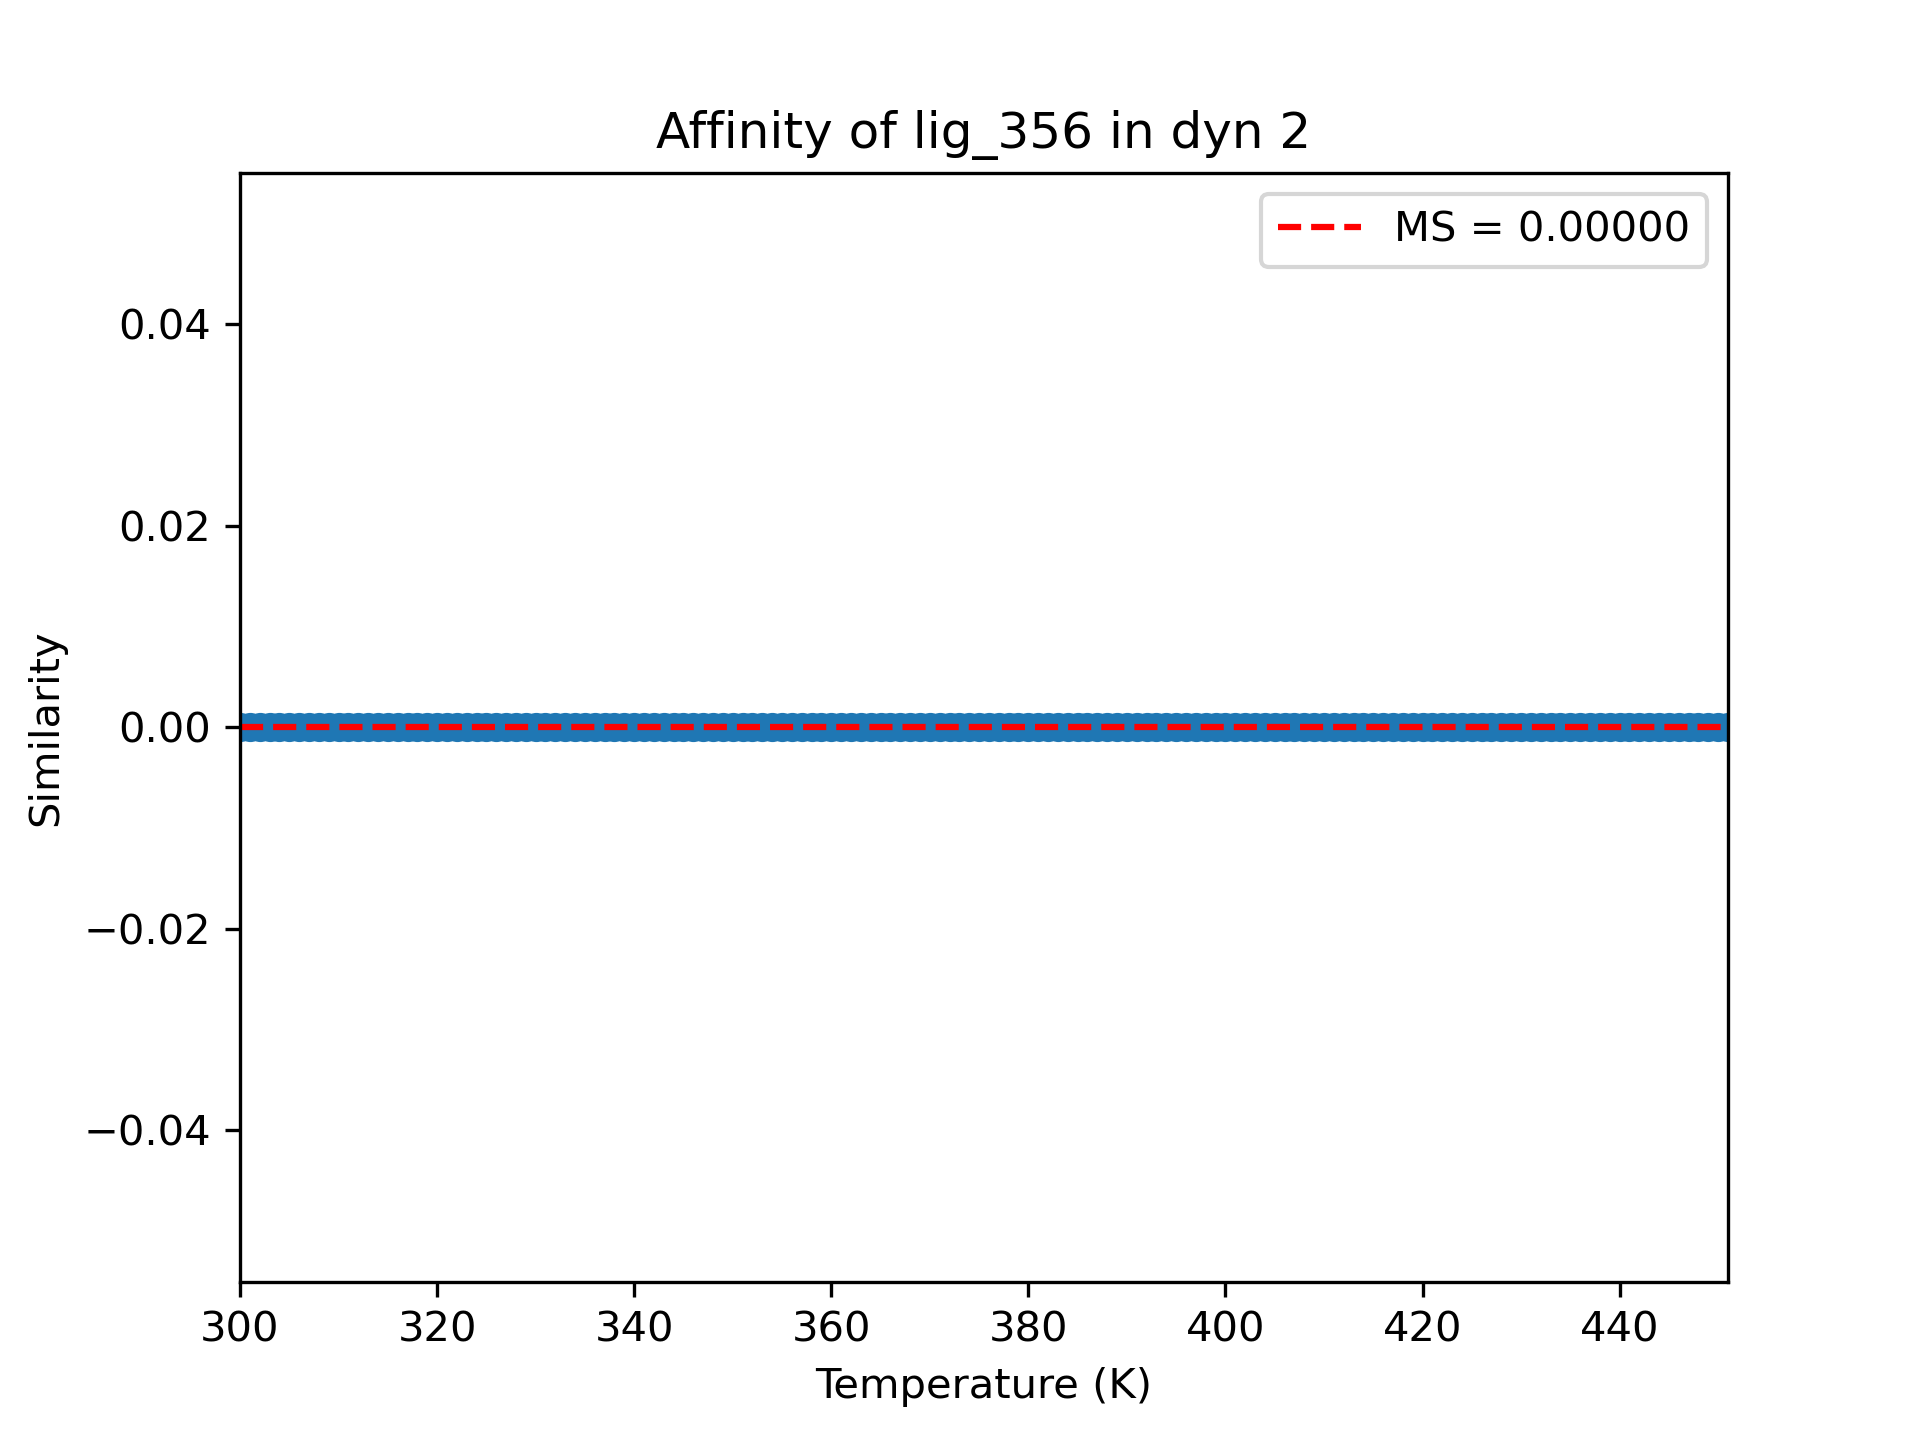 Affinity of lig_356 in dyn 2
MS = 0.00000
0.04
0.02
0.00
−0.02
−0.04
Similarity
300 320 340 360 380 400 420 440
Temperature (K)